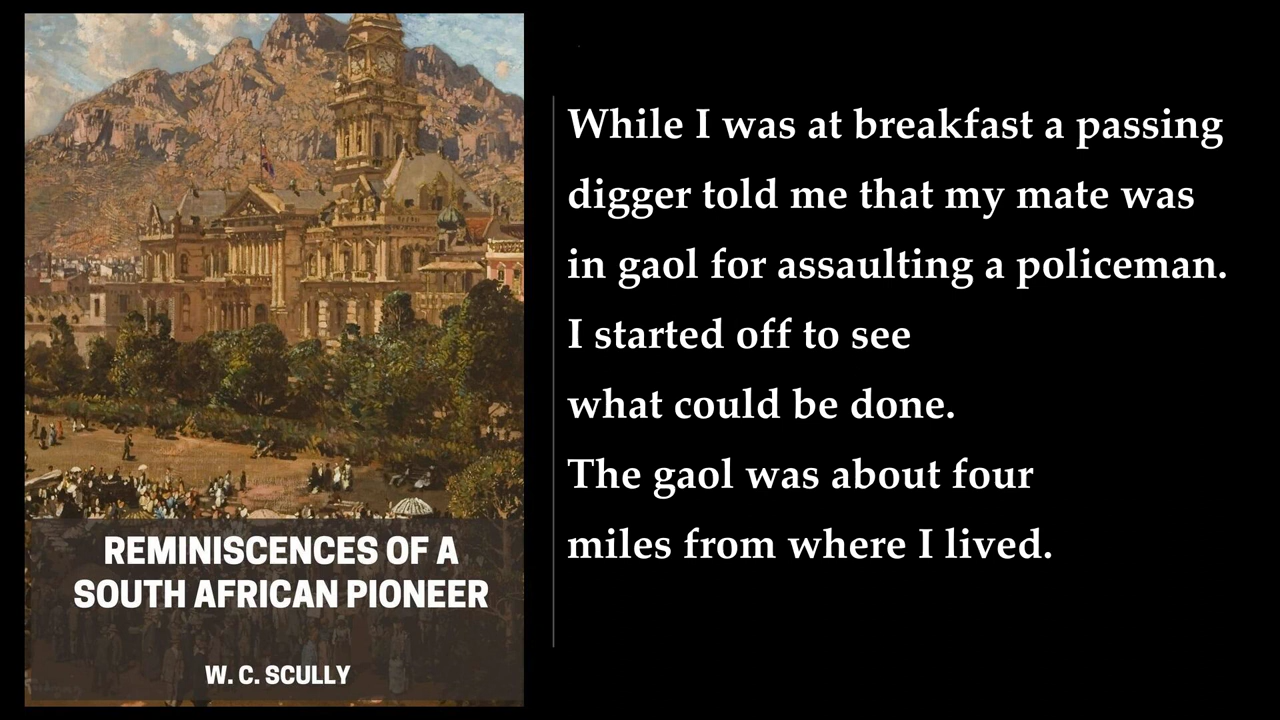 REMINISCENCES OF A
SOUTH AFRICAN PIONEER
W. C. SCULLY
While I was at breakfast a passing
digger told me that my mate was
in gaol for assaulting a policeman.
I started off to see
what could be done.
The gaol was about four
miles from where I lived.